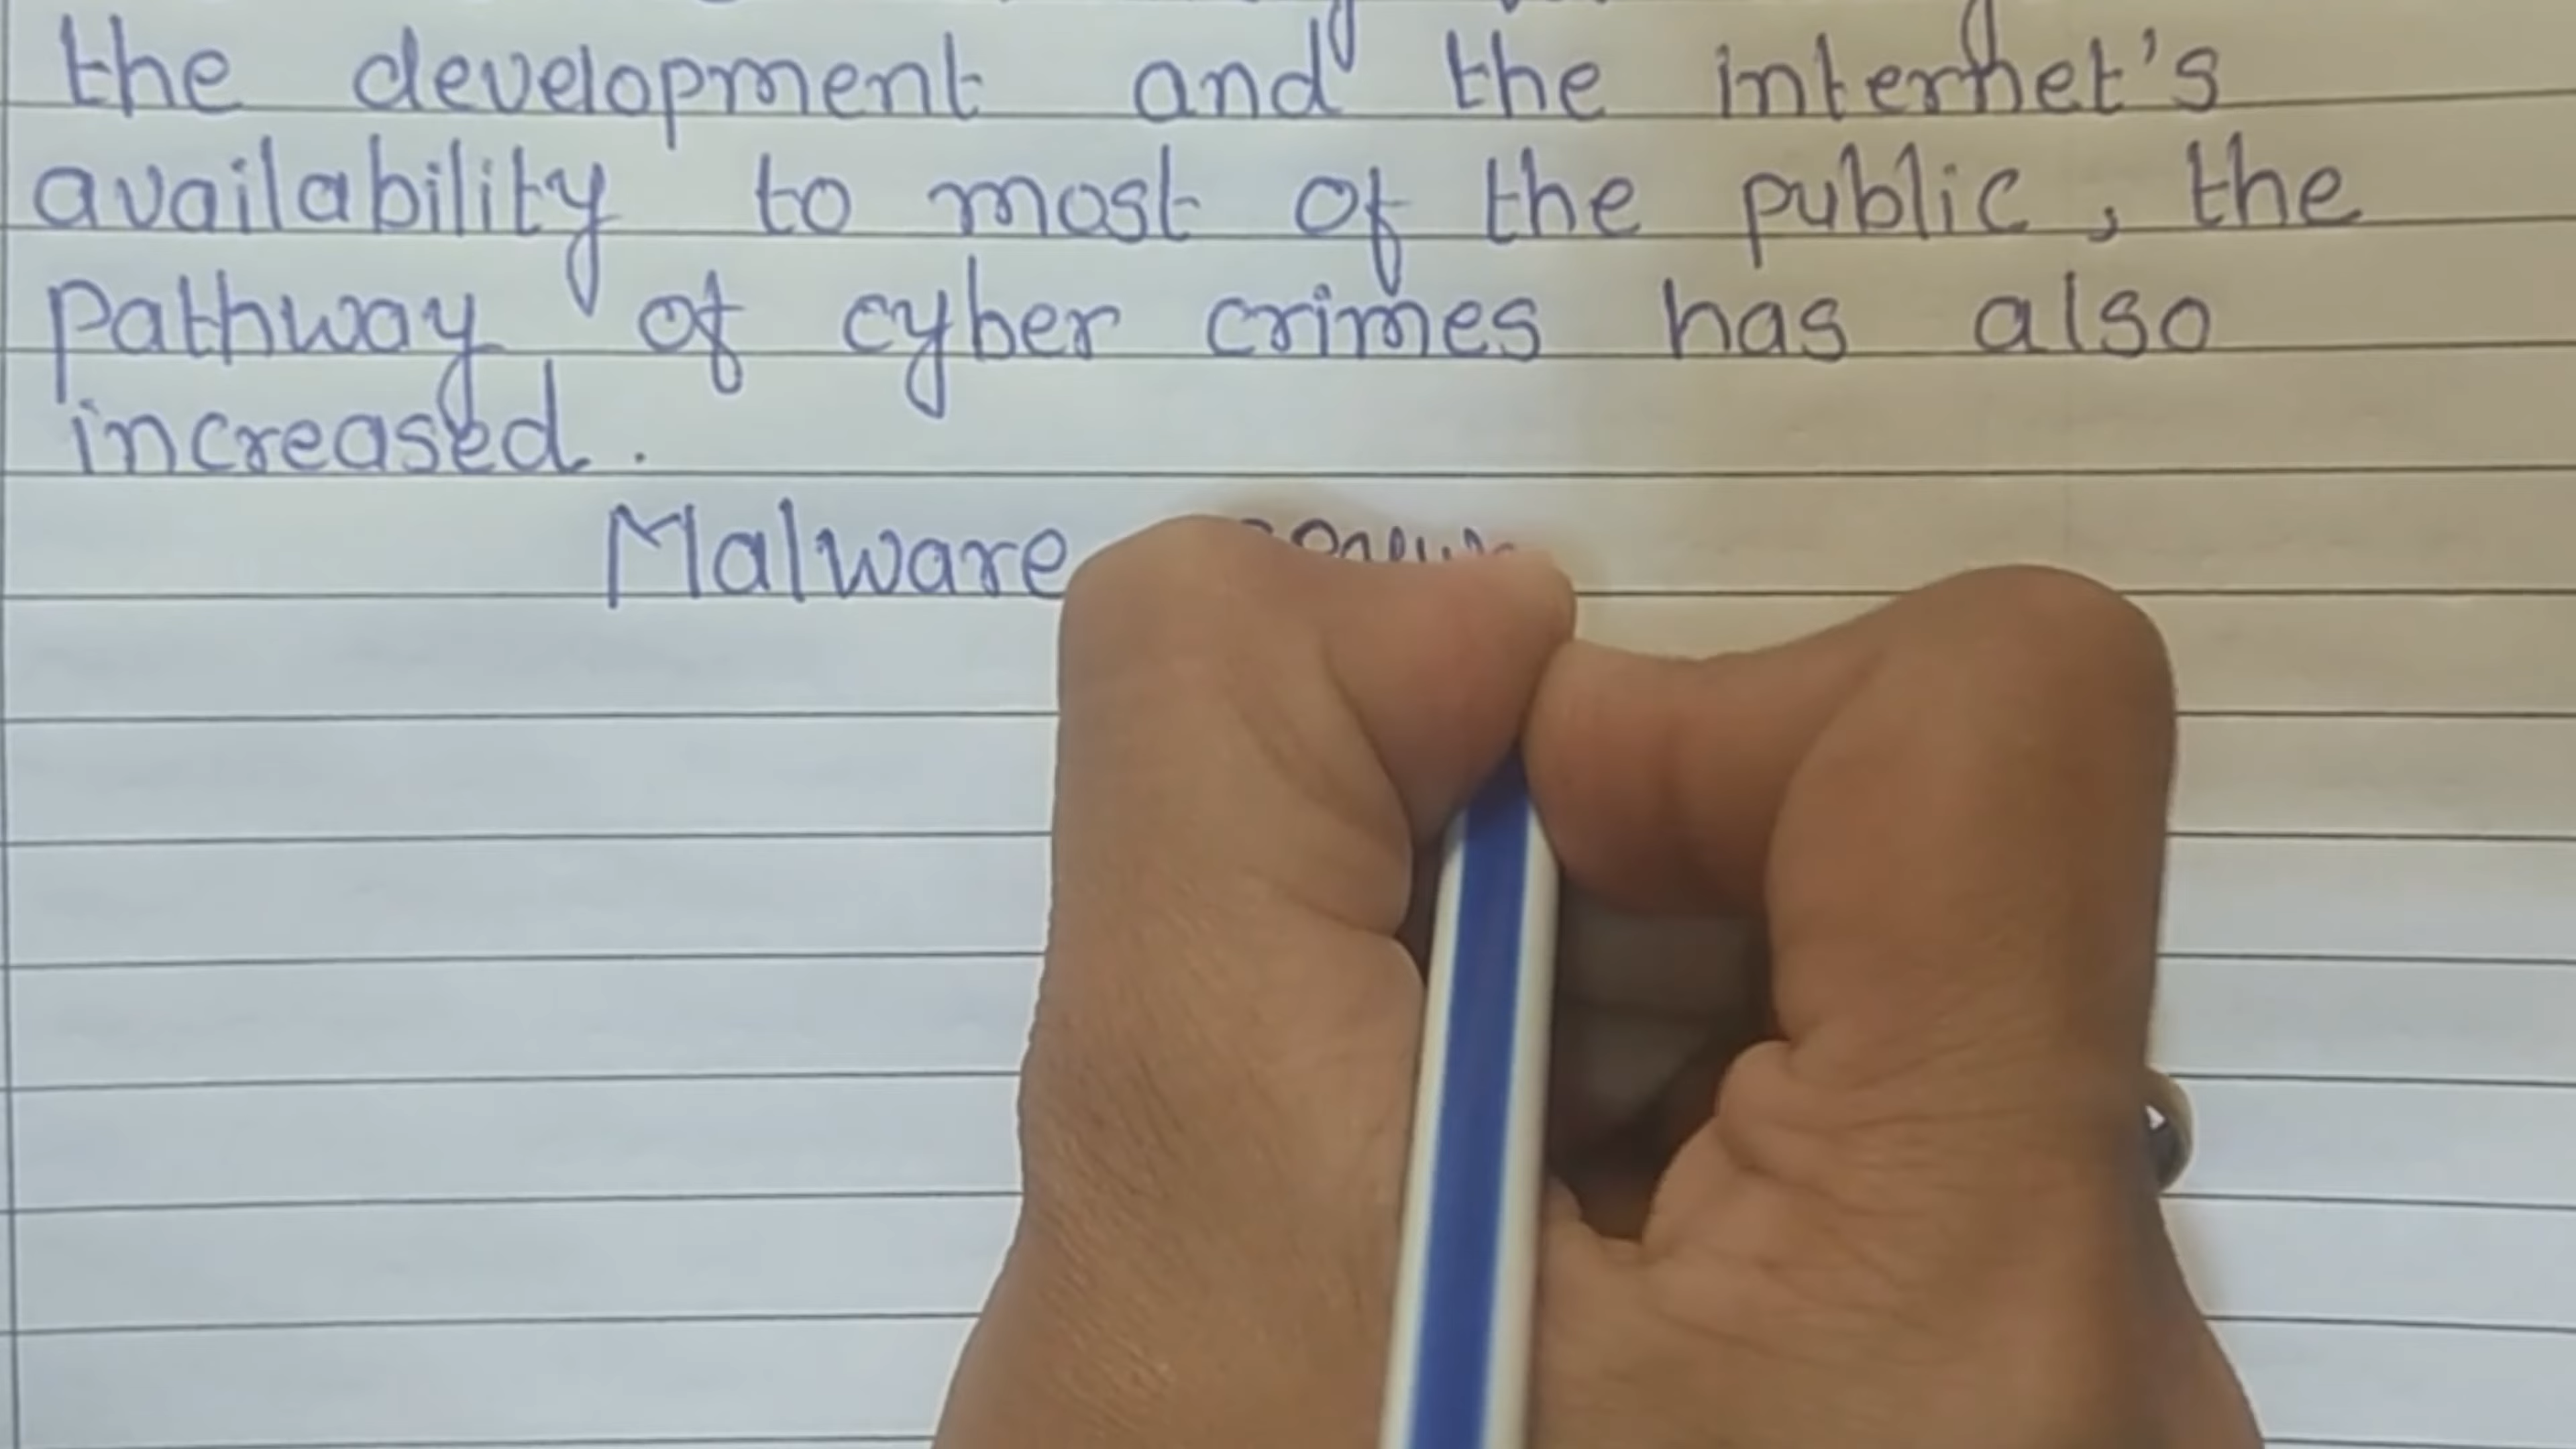 the development and the internet's
availability to most of the public, the
pathway of cyber crimes has also
increased.
Malware